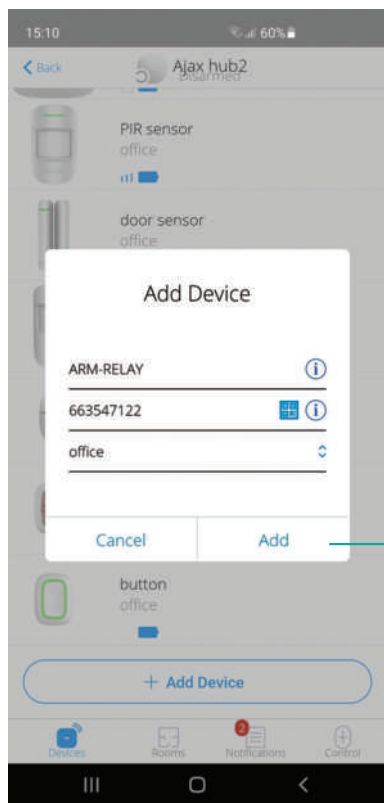 15:10
60%
Back
Ajax hub2
Disarmed
PIR sensor
office
door sensor
office
Add Device
ARM-RELAY
663547122
office
Cancel
Add
button
office
+ Add Device
2
Devices
Rooms
Notifications
Control